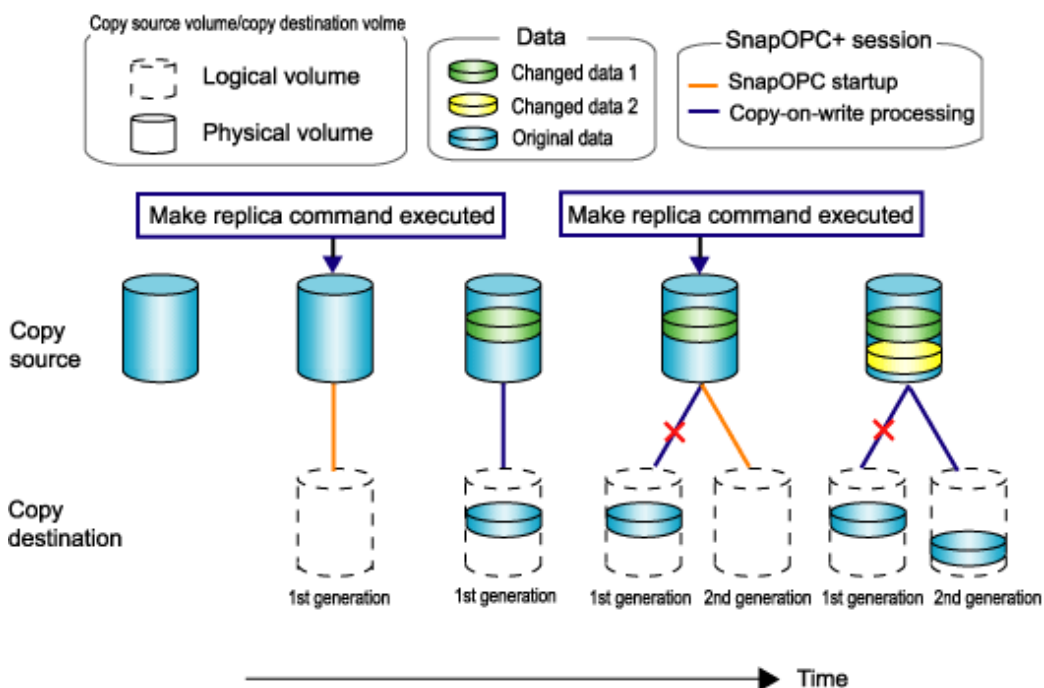 Copy source volume/copy destination volme
Logical volume
Physical volume
Data
Changed data 1
Changed data 2
Original data
SnapOPC+ session
SnapOPC startup
Copy-on-write processing
Make replica command executed
Make replica command executed
Copy
source
Copy
destination
1st generation
1st generation
1st generation
2nd generation
1st generation
2nd generation
Time